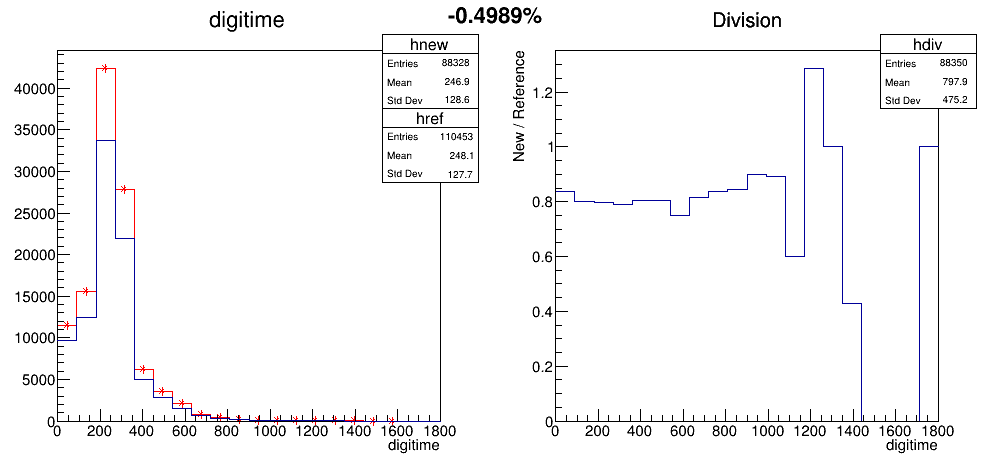 -0.4989%
digitime
hnew
Entries 88328
Mean 246.9
Std Dev 128.6
href
Entries 110453
Mean 248.1
Std Dev 127.7
40000
35000
30000
25000
20000
15000
10000
5000
0
0 200 400 600 800 1000 1200 1400 1600 1800
digitime
Division
hdiv
Entries 88350
Mean 797.9
Std Dev 475.2
New / Reference
1.2
1
0.8
0.6
0.4
0.2
0
0 200 400 600 800 1000 1200 1400 1600 1800
digitime